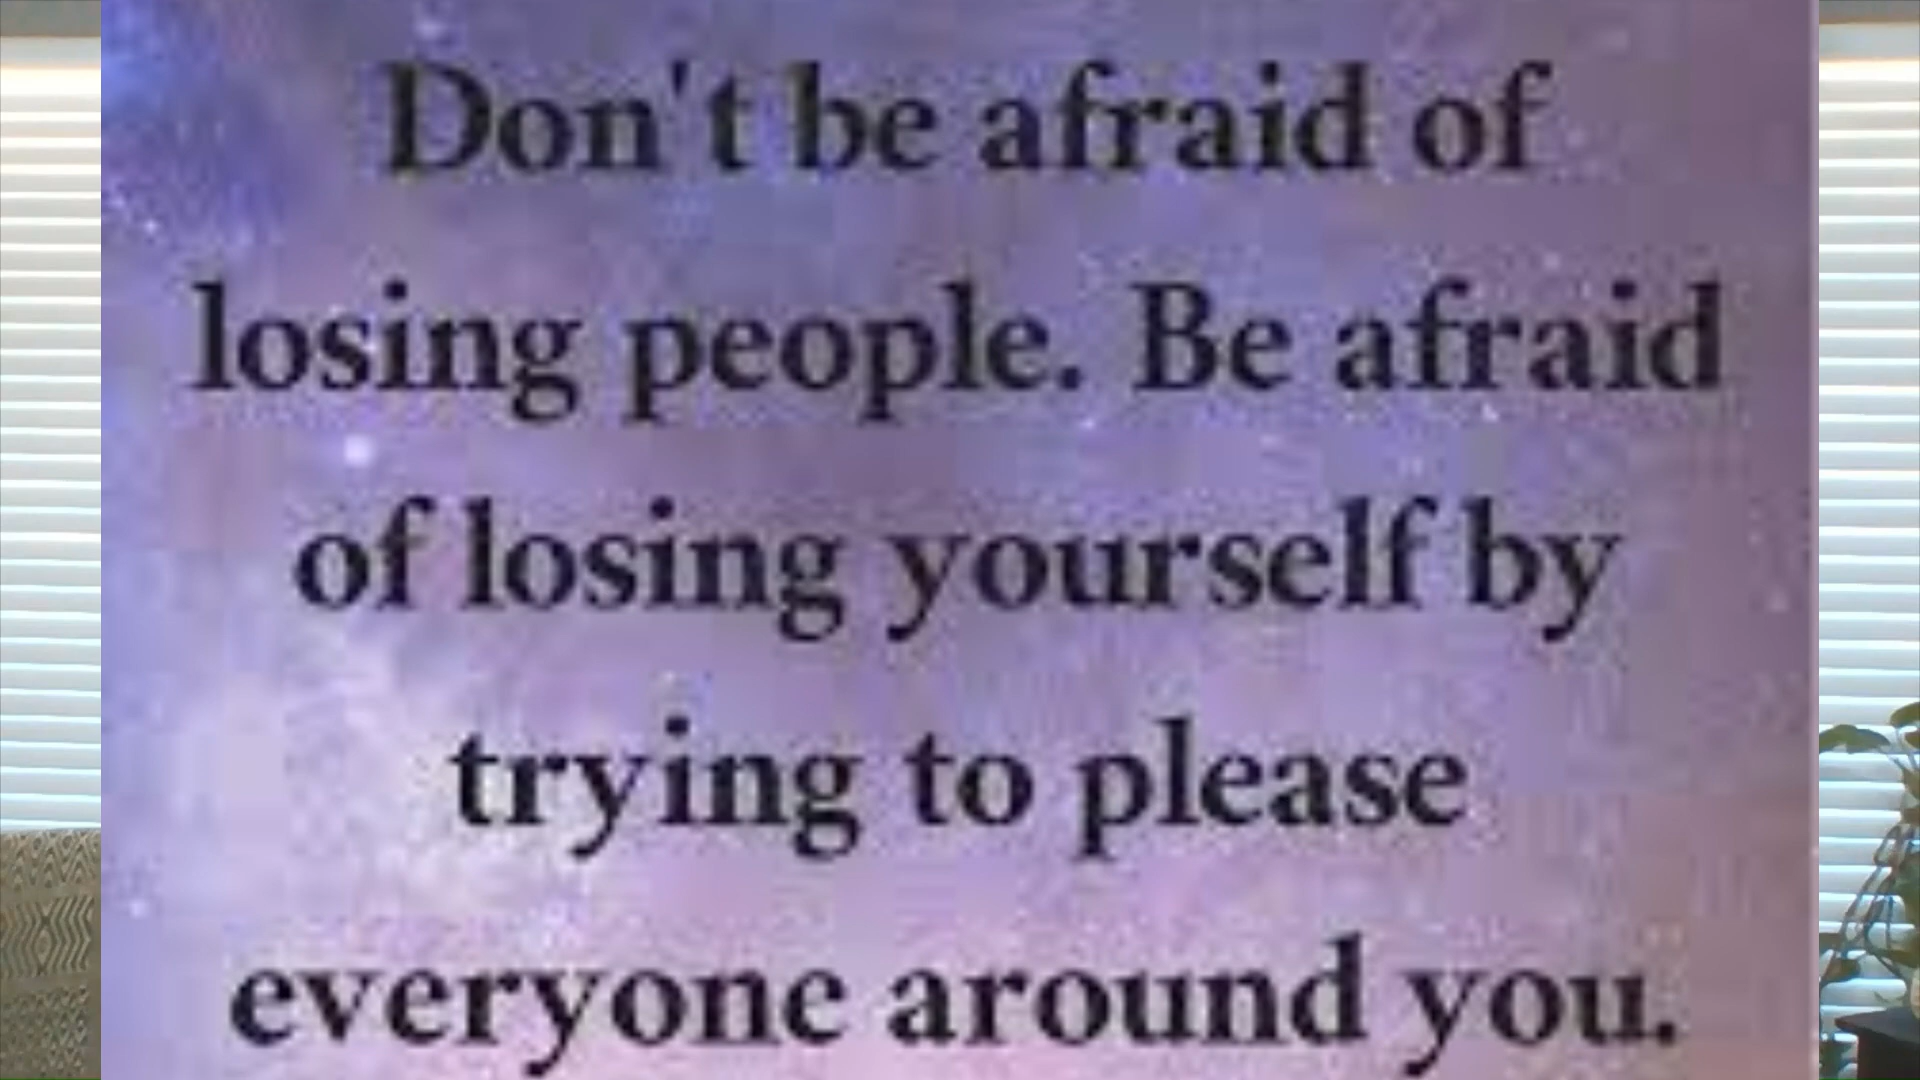 Don't be afraid of
losing people. Be afraid
of losing yourself by
trying to please
everyone around you.